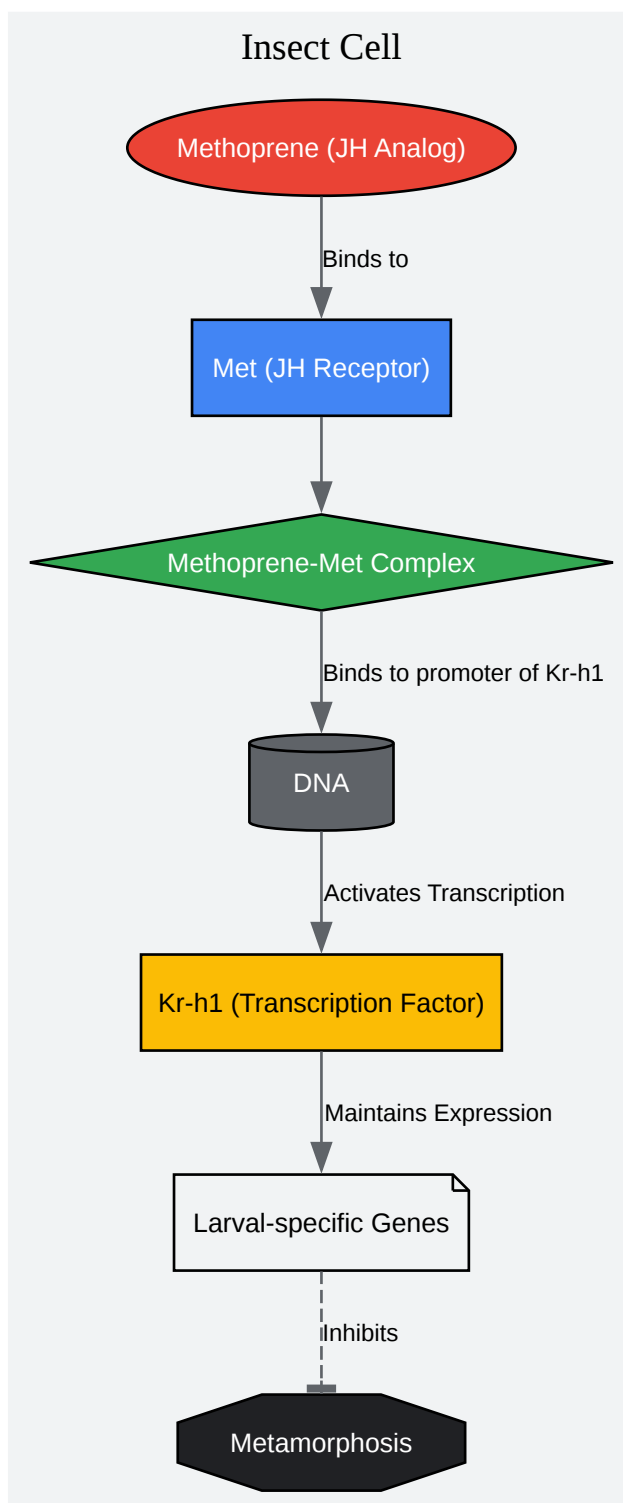 Insect Cell
Methoprene (JH Analog)
Binds to
Met (JH Receptor)
Methoprene-Met Complex
Binds to promoter of Kr-h1
DNA
Activates Transcription
Kr-h1 (Transcription Factor)
Maintains Expression
Larval-specific Genes
Inhibits
Metamorphosis